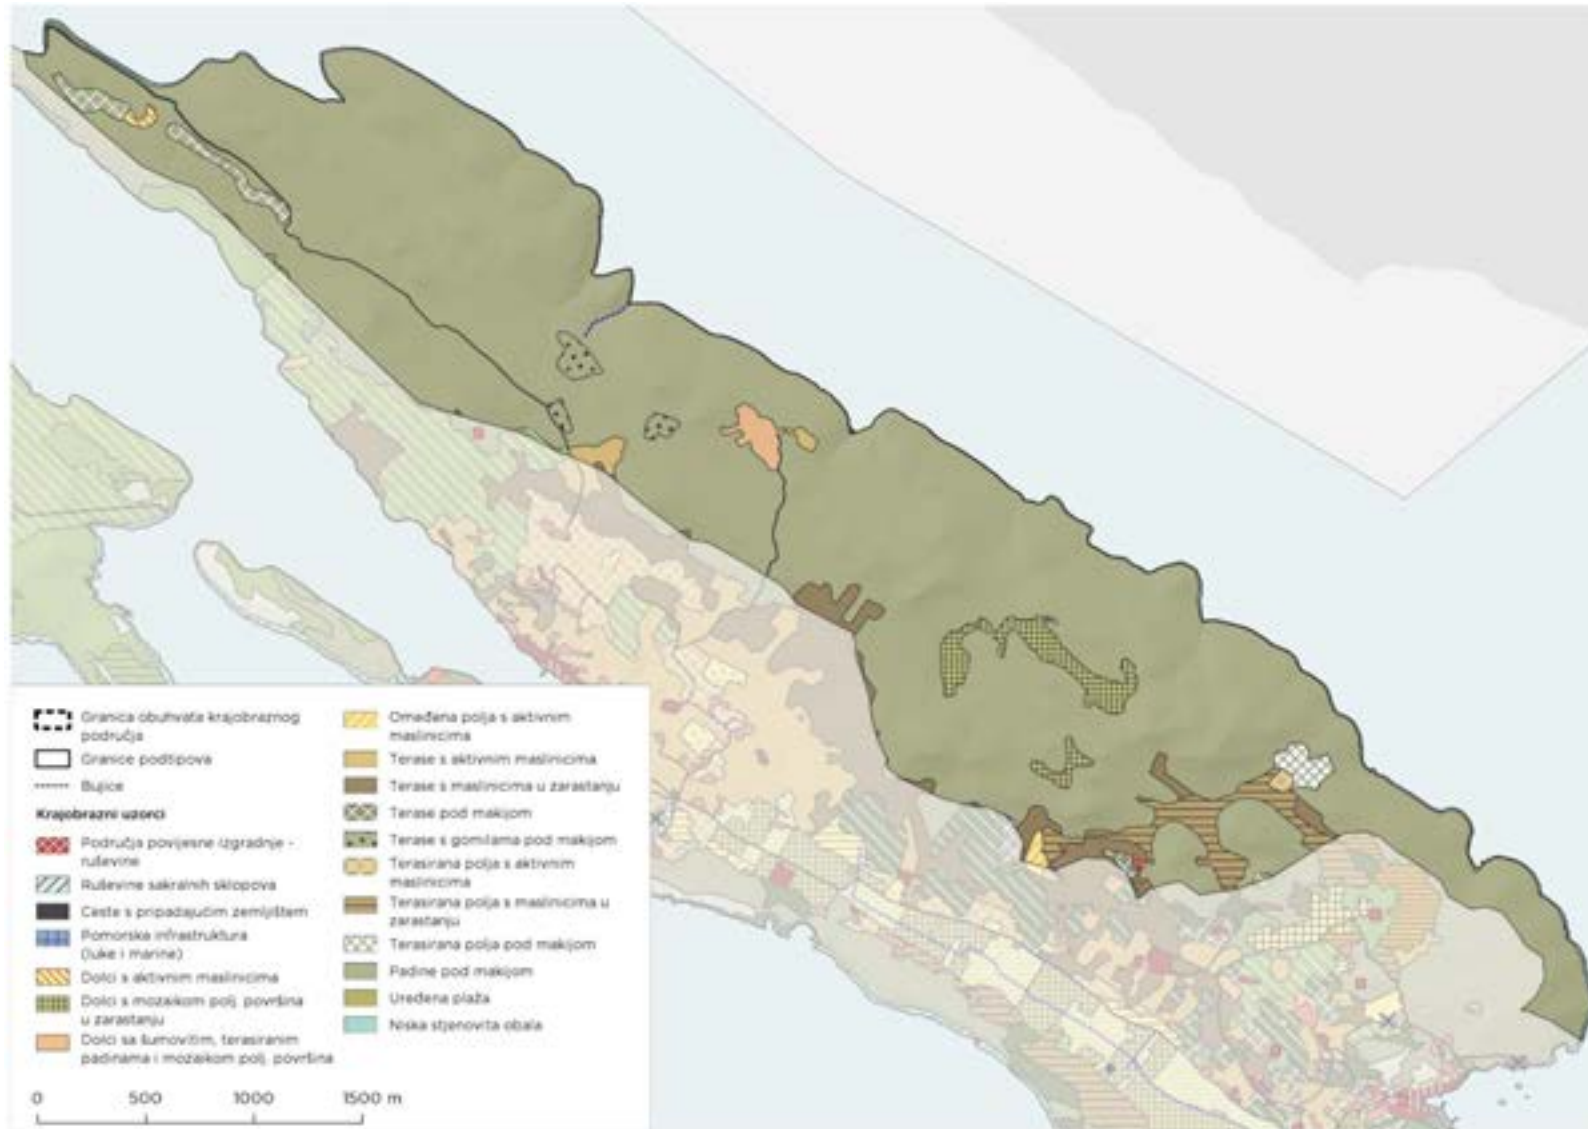 Granica obuhvata krajobraznog
područja
Granice podtipova
Bujice
Krajobrazni uzorci
Područja povijesne izgradnje -
ruševine
Ruševine sakralnih sklopova
Ceste s pripadajućim zemljištem
Pomorska infrastruktura
(luke i marine)
Dolci s aktivnim maslinicima
Dolci s mozaikom polj. površina
u zarastanju
Dolci sa šumovitim, terasiranim
padinama i mozaikom polj. površina
Omeđena polja s aktivnim
maslinicima
Terase s aktivnim maslinicima
Terase s maslinicima u zarastanju
Terase pod makijom
Terase s gomilama pod makijom
Terasirana polja s aktivnim
maslinicima
Terasirana polja s maslinicima u
zarastanju
Terasirana polja pod makijom
Padine pod makijom
Uređena plaža
Niska stjenovita obala
0 500 1000 1500 m